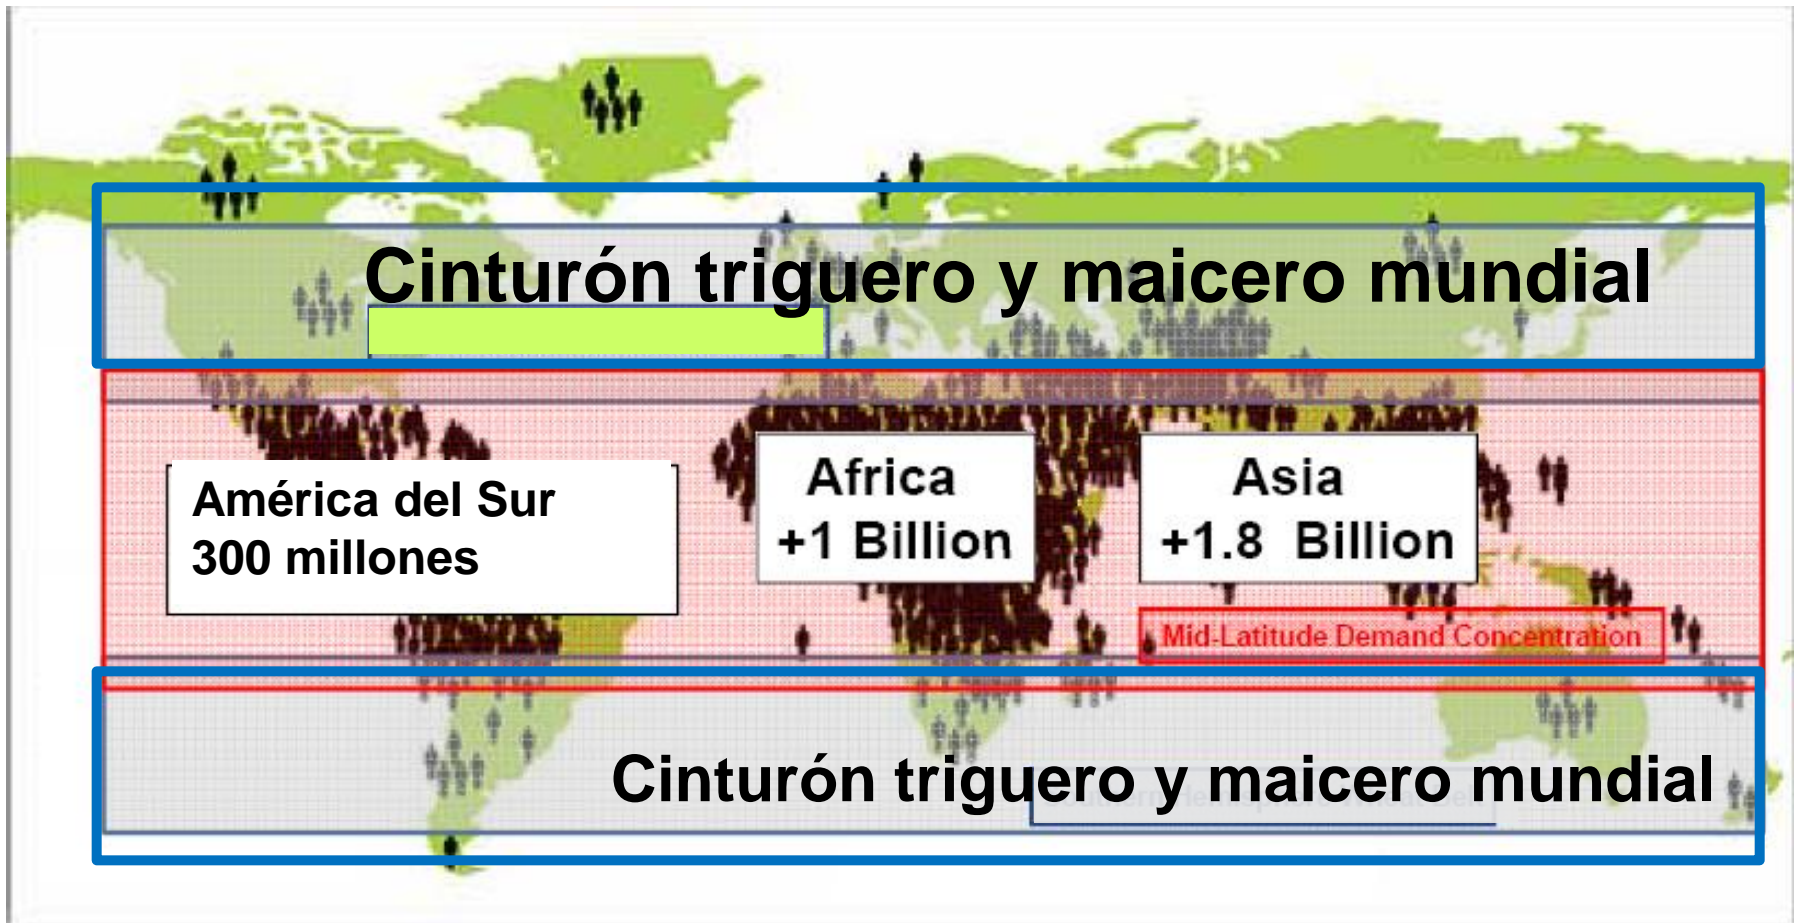 Cinturón triguero y maicero mundial
América del Sur
300 millones
Africa
+1 Billion
Asia
+1.8 Billion
Mid-Latitude Demand Concentration
Cinturón triguero y maicero mundial